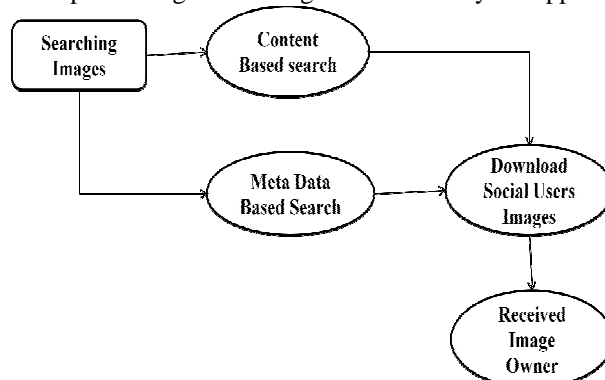 Searching
Images
Content
Based search
Meta Data
Based Search
Download
Social Users
Images
Received
Image
Owner